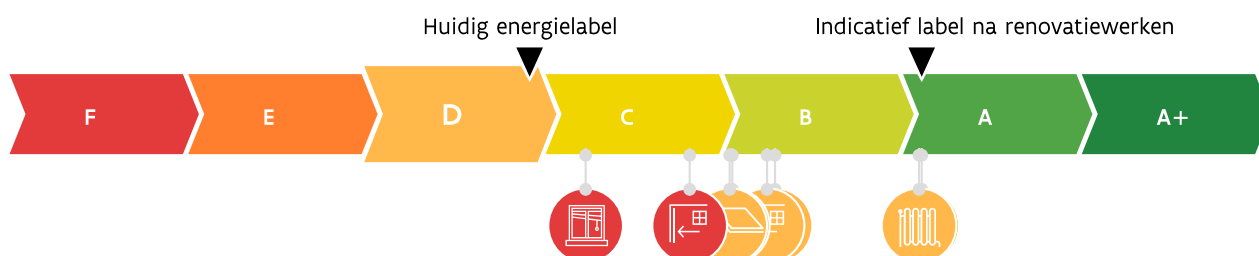 Huidig energielabel
Indicatief label na renovatiewerken
F
E
D
C
B
A
A+